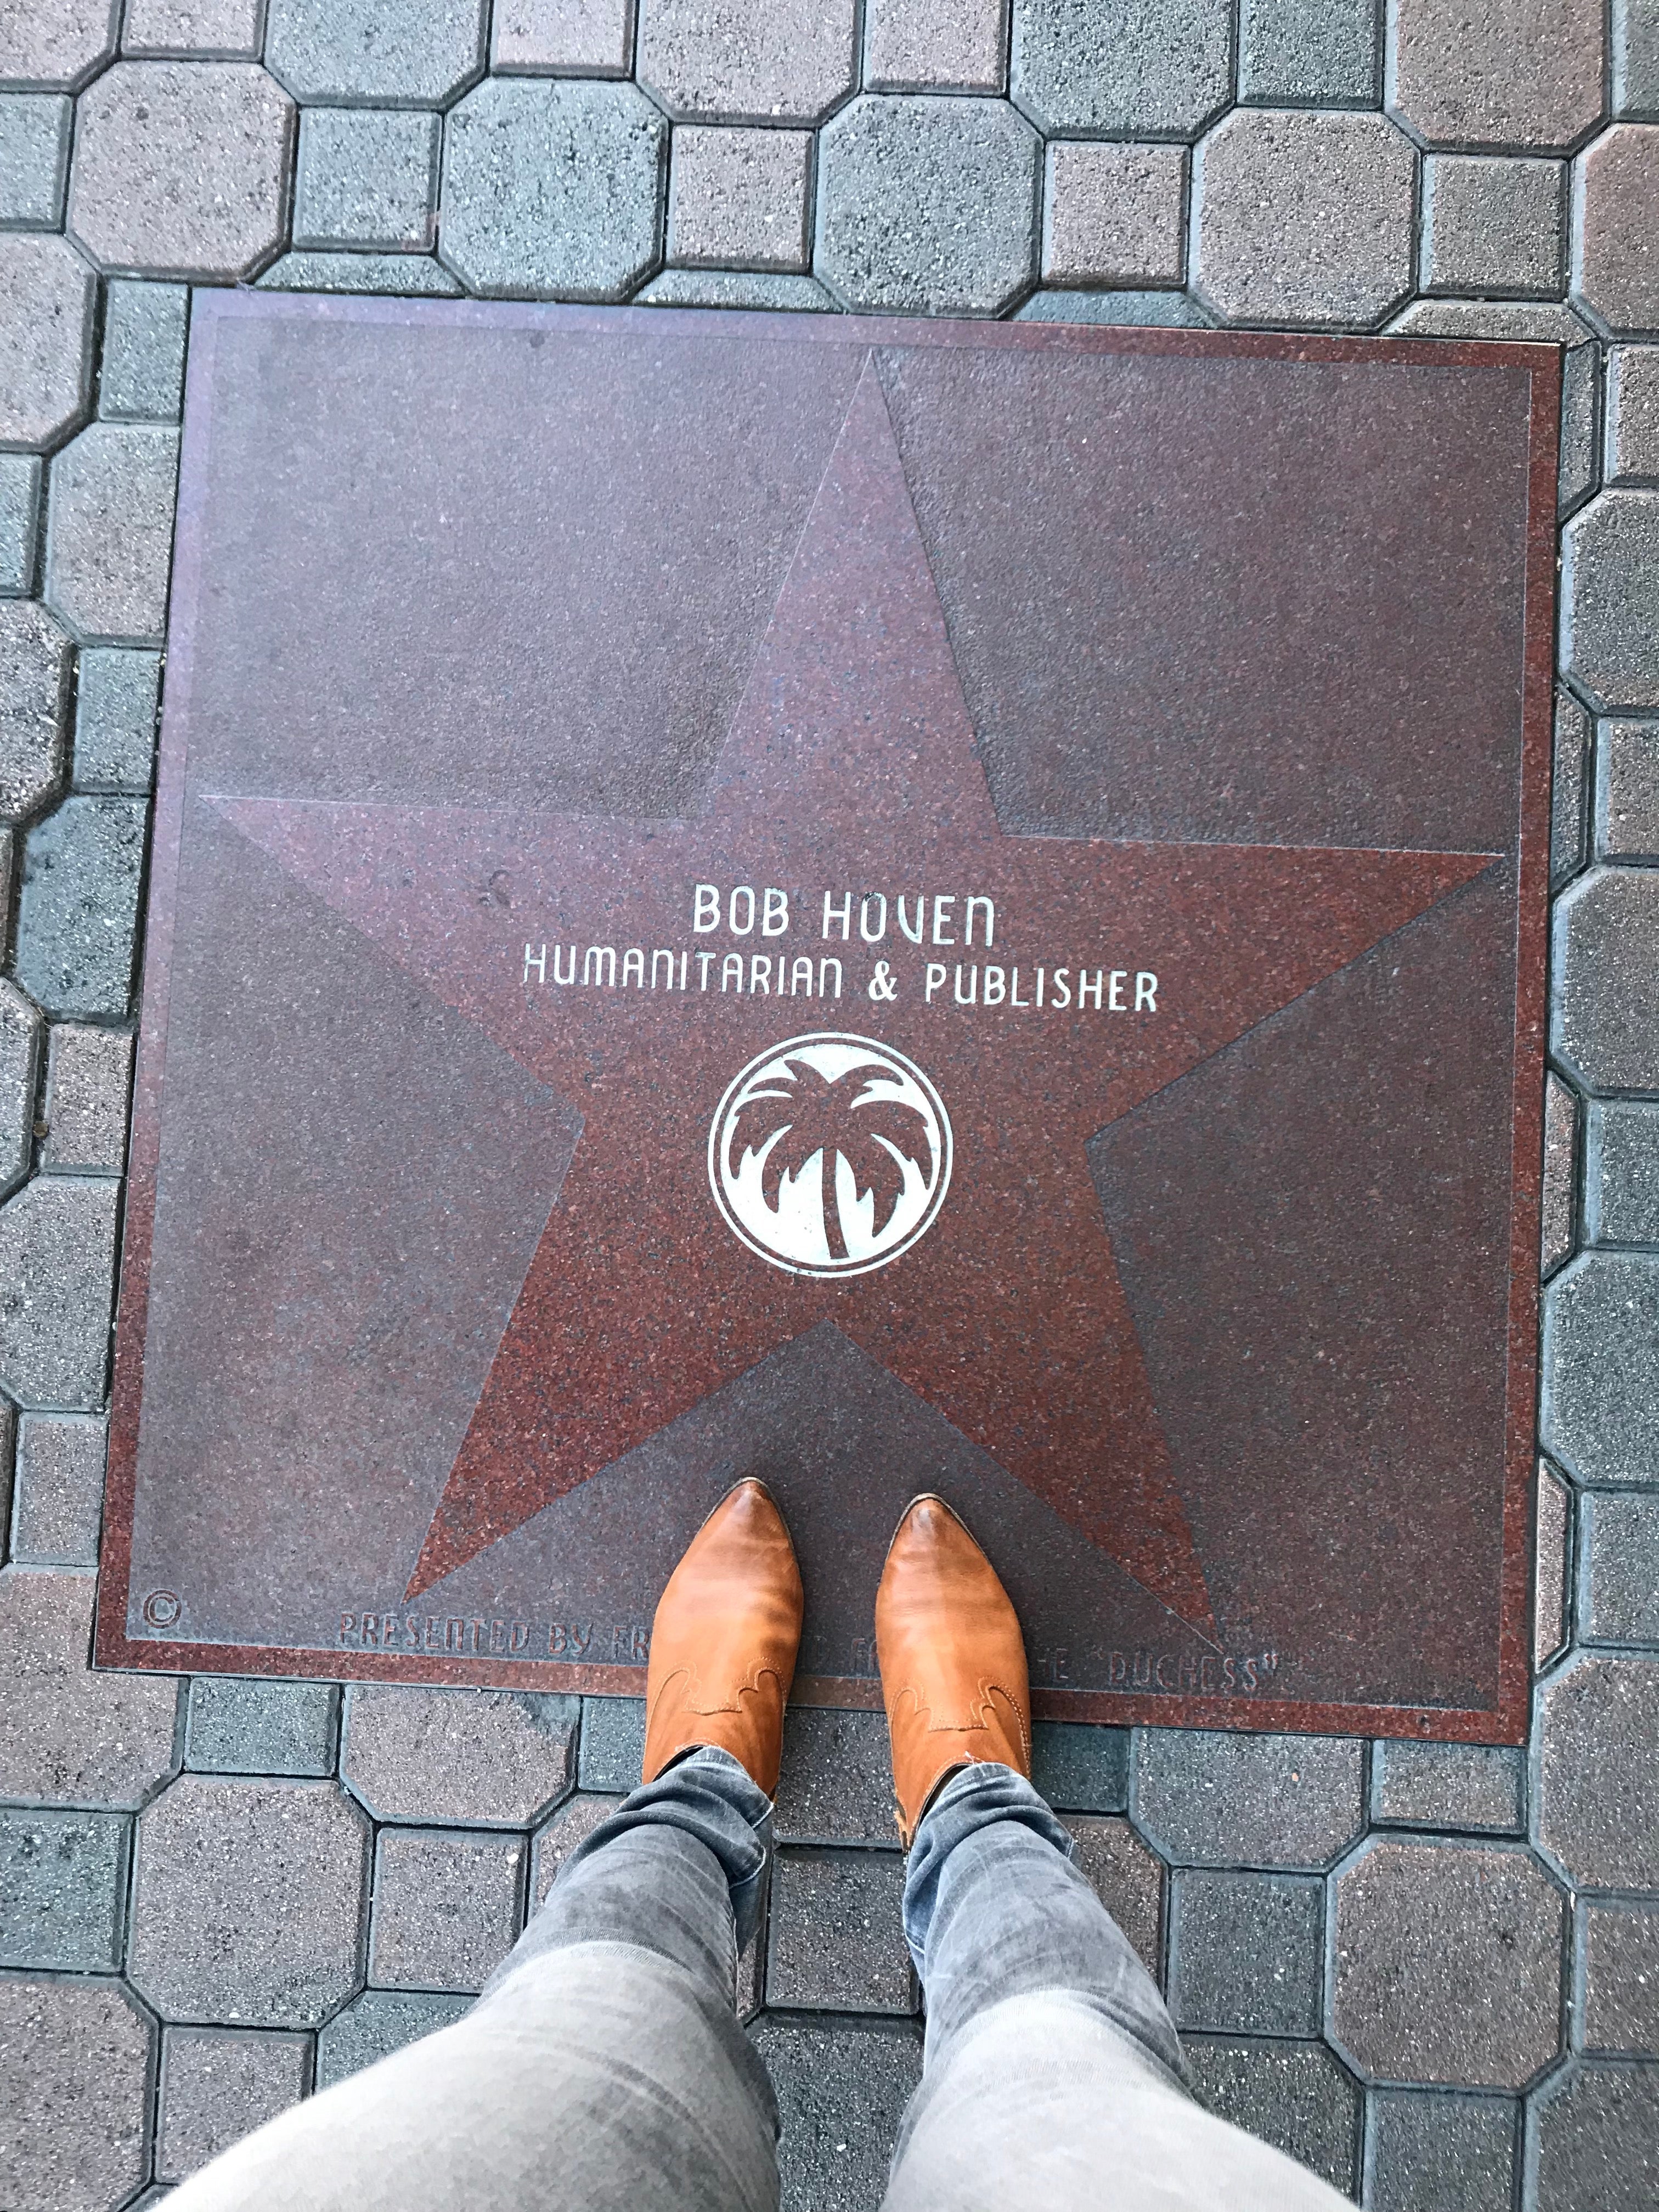 BOB HOVEN
HUMANITARIAN & PUBLISHER
©
PRESENTED BY "DUCHESS"